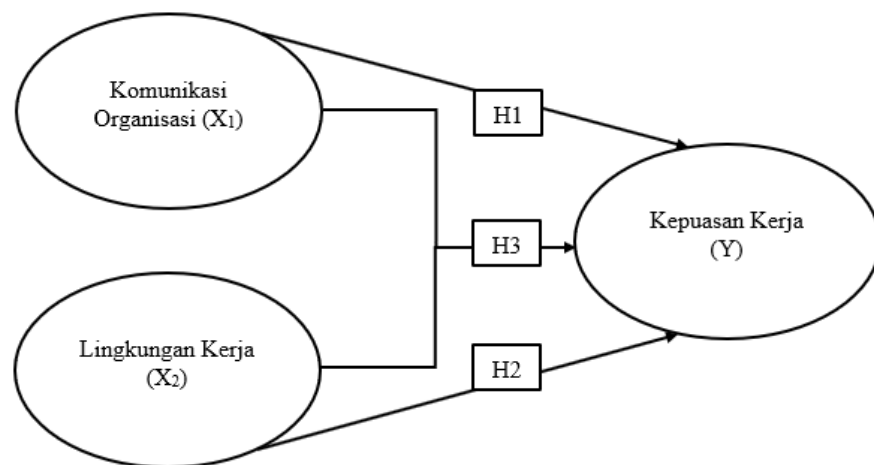 Komunikasi
Organisasi (X₁)
H1
Kepuasan Kerja
(Y)
H3
Lingkungan Kerja
(X₂)
H2